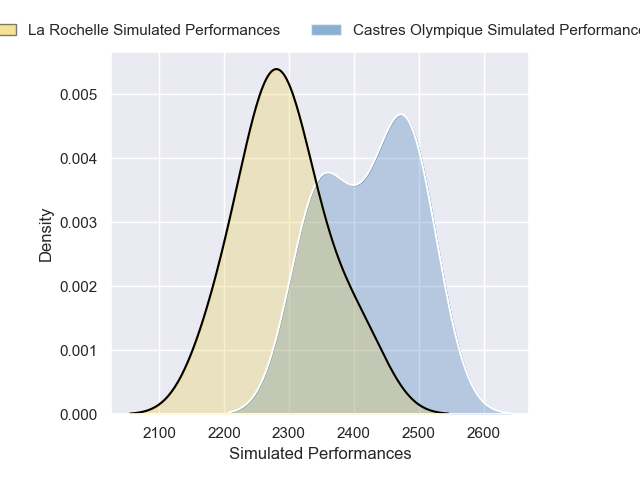 La Rochelle Simulated Performances
Castres Olympique Simulated Performanc
0.005
0.004
0.003
0.002
0.001
0.000
Density
2100 2200 2300 2400 2500 2600
Simulated Performances